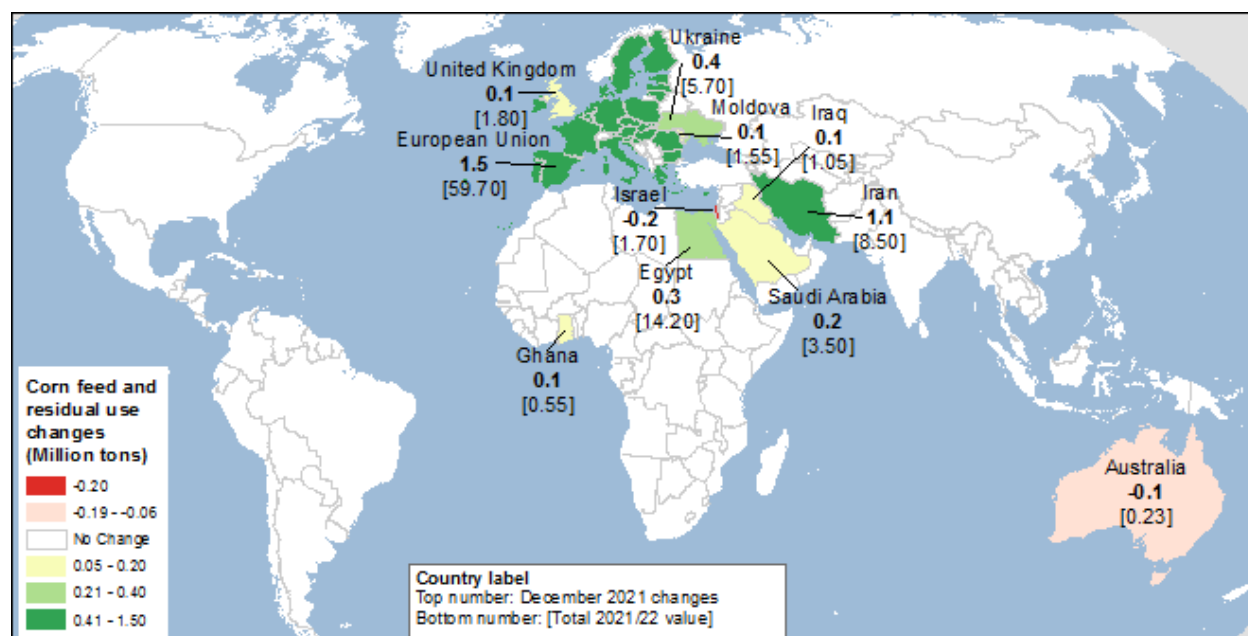 Ukraine
0.4
[5.70]
United Kingdom
0.1
[1.80]
Moldova
0.1
[1.55]
Iraq
0.1
[1.05]
European Union
1.5
[59.70]
Israel
-0.2
[1.70]
Iran
1.1
[8.50]
Egypt
0.3
[14.20]
Saudi Arabia
0.2
[3.50]
Ghana
0.1
[0.55]
Australia
-0.1
[0.23]
Corn feed and
residual use
changes
(Million tons)
-0.20
-0.19 - -0.06
No Change
0.05 - 0.20
0.21 - 0.40
0.41 - 1.50
Country label
Top number: December 2021 changes
Bottom number: [Total 2021/22 value]